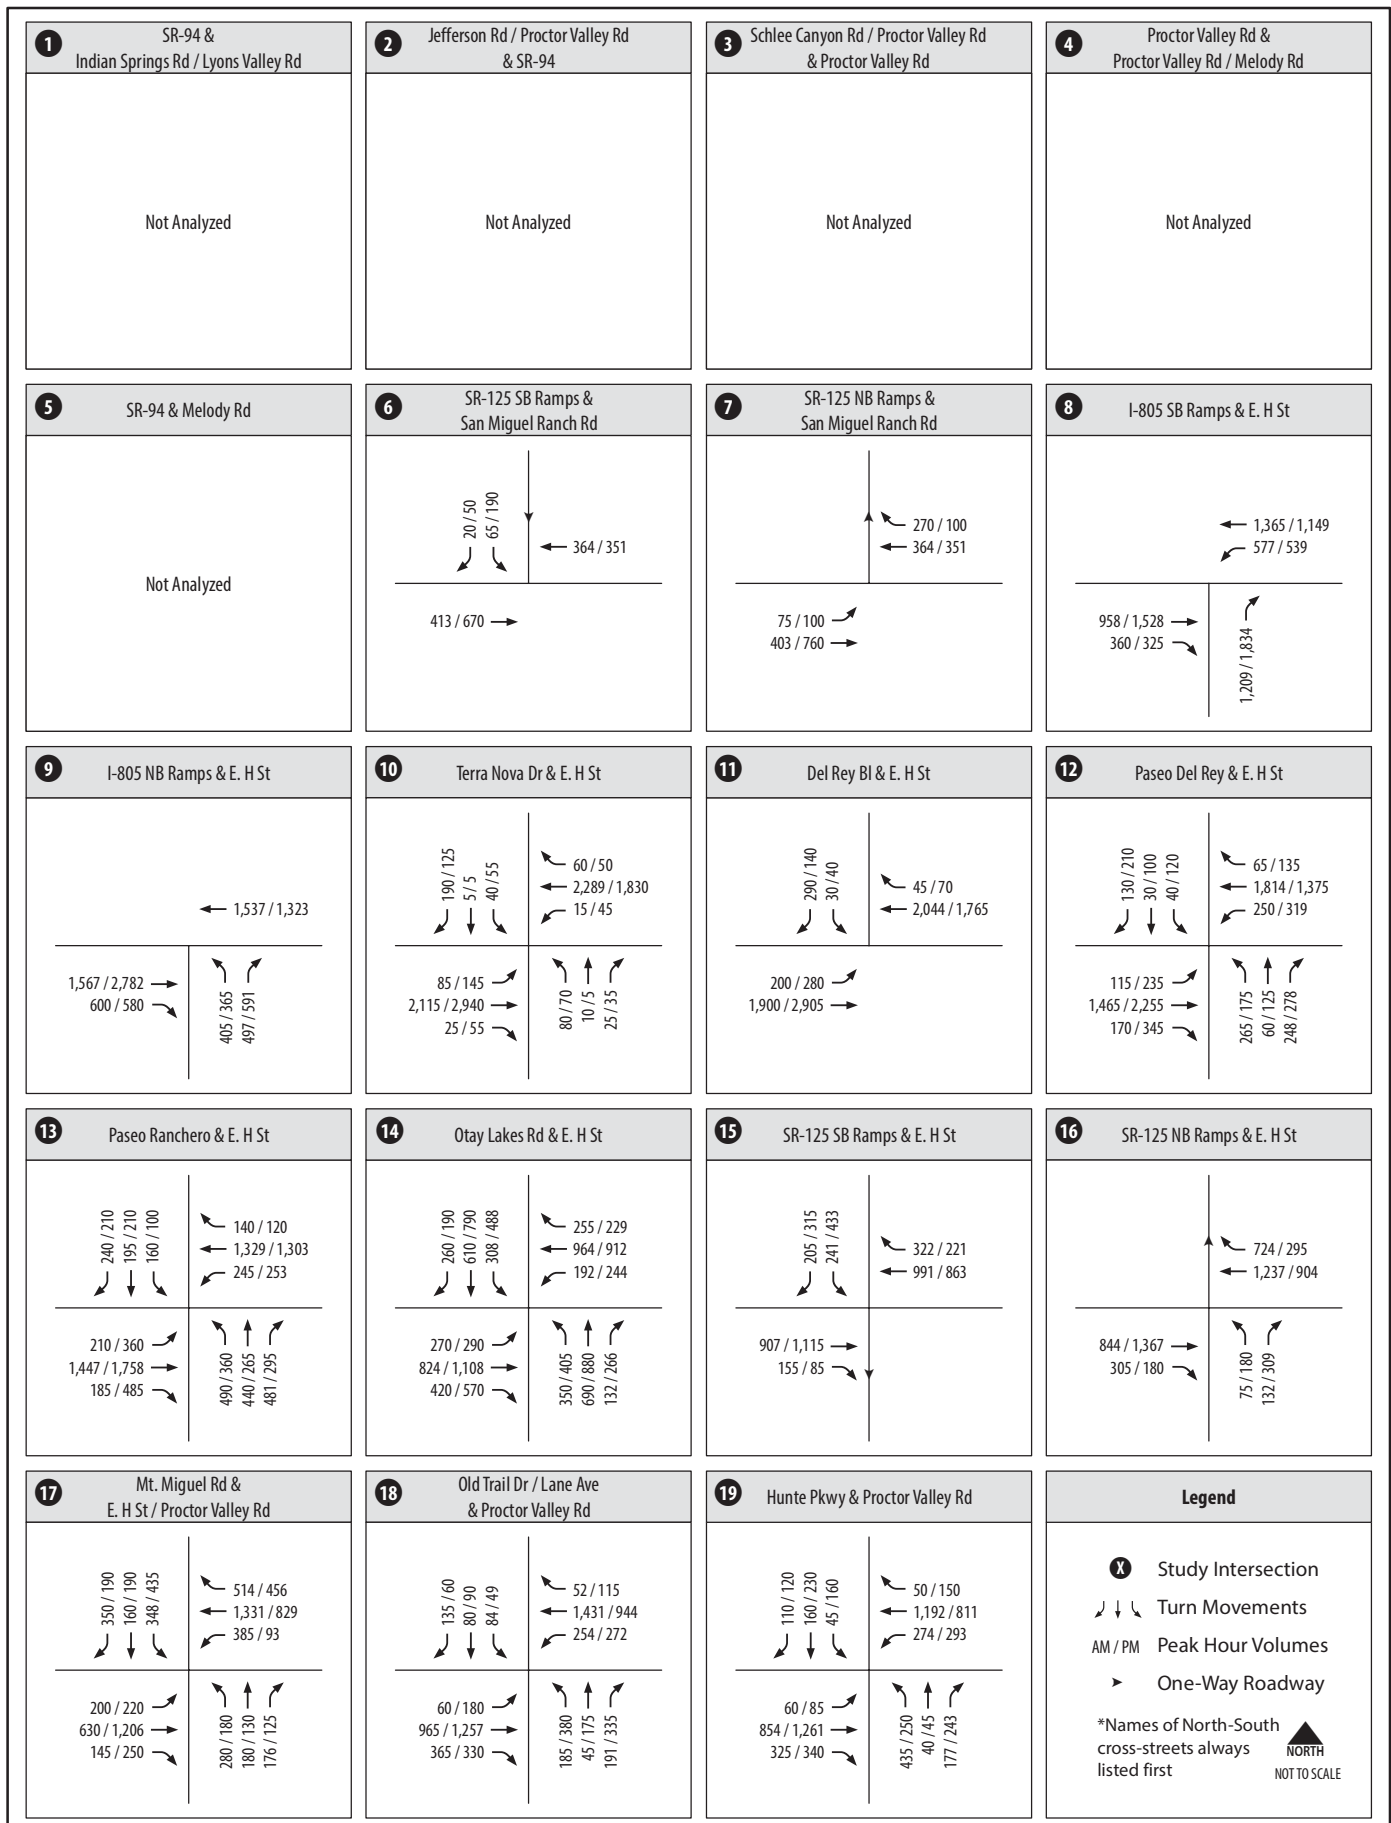 1
SR-94 &
Indian Springs Rd / Lyons Valley Rd
Not Analyzed
2
Jefferson Rd / Proctor Valley Rd
& SR-94
Not Analyzed
3
Schlee Canyon Rd / Proctor Valley Rd
& Proctor Valley Rd
Not Analyzed
4
Proctor Valley Rd &
Proctor Valley Rd / Melody Rd
Not Analyzed
5
SR-94 & Melody Rd
Not Analyzed
6
SR-125 SB Ramps &
San Miguel Ranch Rd
20 / 50
65 / 190
364 / 351
413 / 670
7
SR-125 NB Ramps &
San Miguel Ranch Rd
270 / 100
364 / 351
75 / 100
403 / 760
8
I-805 SB Ramps & E. H St
1,365 / 1,149
577 / 539
958 / 1,528
360 / 325
1,209 / 1,834
9
I-805 NB Ramps & E. H St
1,537 / 1,323
1,567 / 2,782
600 / 580
405 / 365
497 / 591
10
Terra Nova Dr & E. H St
190 / 125
5 / 5
40 / 55
60 / 50
2,289 / 1,830
15 / 45
85 / 145
2,115 / 2,940
25 / 55
80 / 70
10 / 5
25 / 35
11
Del Rey Bl & E. H St
290 / 140
30 / 40
45 / 70
2,044 / 1,765
200 / 280
1,900 / 2,905
12
Paseo Del Rey & E. H St
130 / 210
30 / 100
40 / 120
65 / 135
1,814 / 1,375
250 / 319
115 / 235
1,465 / 2,255
170 / 345
265 / 175
60 / 125
248 / 278
13
Paseo Ranchero & E. H St
240 / 210
195 / 210
160 / 100
140 / 120
1,329 / 1,303
245 / 253
210 / 360
1,447 / 1,758
185 / 485
490 / 360
440 / 265
481 / 295
14
Otay Lakes Rd & E. H St
260 / 190
610 / 790
308 / 488
255 / 229
964 / 912
192 / 244
270 / 290
824 / 1,108
420 / 570
350 / 405
690 / 880
132 / 266
15
SR-125 SB Ramps & E. H St
205 / 315
241 / 433
322 / 221
991 / 863
907 / 1,115
155 / 85
16
SR-125 NB Ramps & E. H St
724 / 295
1,237 / 904
844 / 1,367
305 / 180
75 / 180
132 / 309
17
Mt. Miguel Rd &
E. H St / Proctor Valley Rd
350 / 190
160 / 190
348 / 435
514 / 456
1,331 / 829
385 / 93
200 / 220
630 / 1,206
145 / 250
280 / 180
180 / 130
176 / 125
18
Old Trail Dr / Lane Ave
& Proctor Valley Rd
135 / 60
80 / 90
84 / 49
52 / 115
1,431 / 944
254 / 272
60 / 180
965 / 1,257
365 / 330
185 / 380
45 / 175
191 / 335
19
Hunte Pkwy & Proctor Valley Rd
110 / 120
160 / 230
45 / 160
50 / 150
1,192 / 811
274 / 293
60 / 85
854 / 1,261
325 / 340
435 / 250
40 / 45
177 / 243
Legend
X Study Intersection
Turn Movements
AM / PM Peak Hour Volumes
One-Way Roadway
*Names of North-South
cross-streets always
listed first
NORTH
NOT TO SCALE